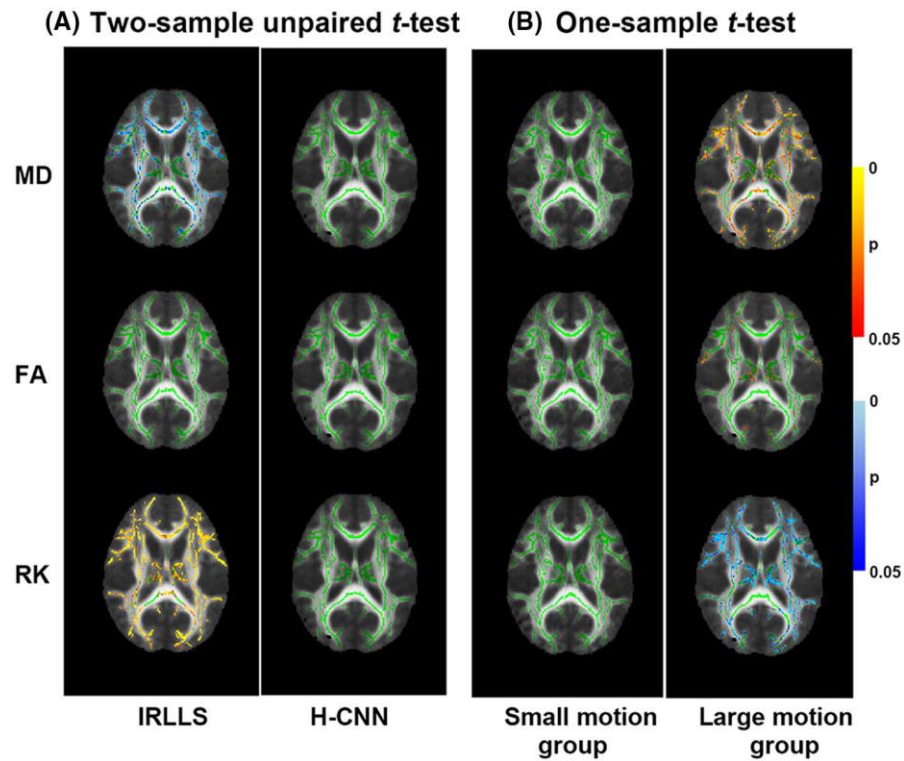 (A) Two-sample unpaired t-test
(B) One-sample t-test
MD
FA
RK
0
p
0.05
0
p
0.05
IRLLS
H-CNN
Small motion
group
Large motion
group